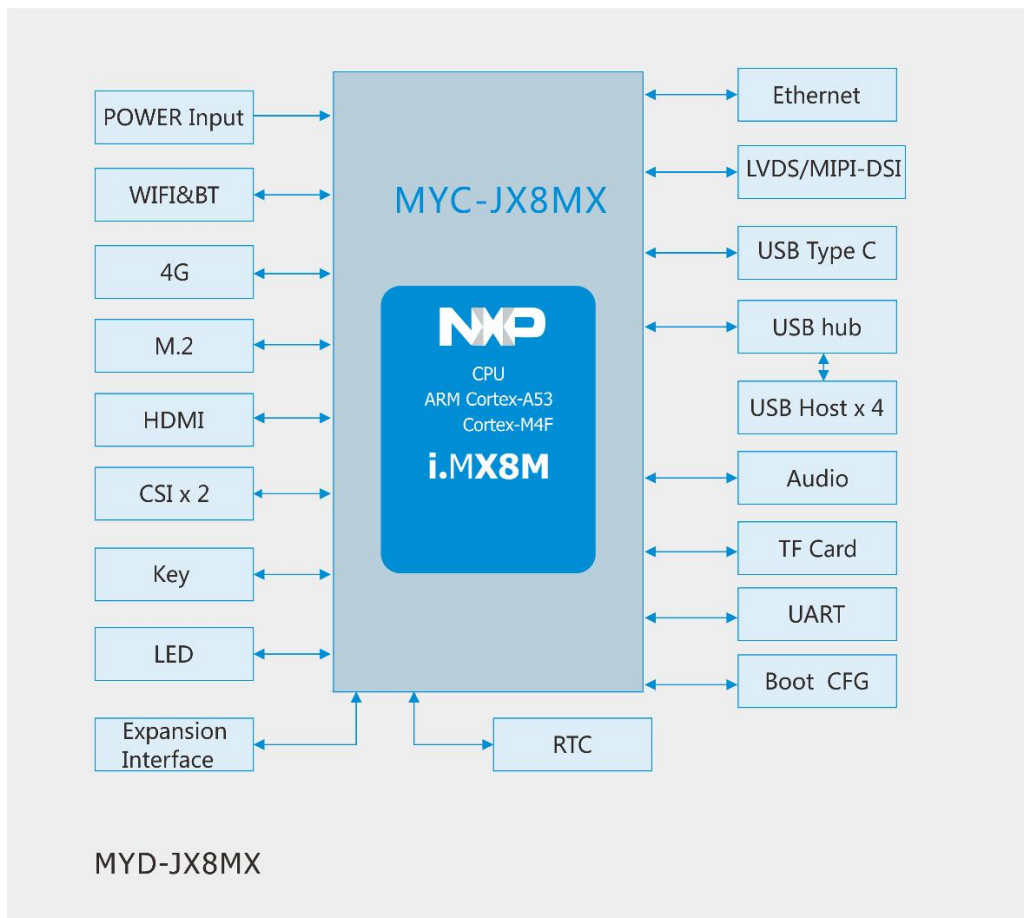 POWER Input
WIFI&BT
4G
M.2
HDMI
CSI x 2
Key
LED
Expansion
Interface
MYC-JX8MX
NXP
CPU
ARM Cortex-A53
Cortex-M4F
i.MX8M
Ethernet
LVDS/MIPI-DSI
USB Type C
USB hub
USB Host x 4
Audio
TF Card
UART
Boot CFG
RTC
MYD-JX8MX